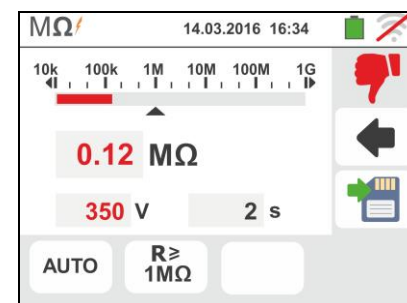 MΩ 14.03.2016 16:34
10k 100k 1M 10M 100M 1G
0.12 MΩ
350 V 2 s
AUTO R≥
1MΩ